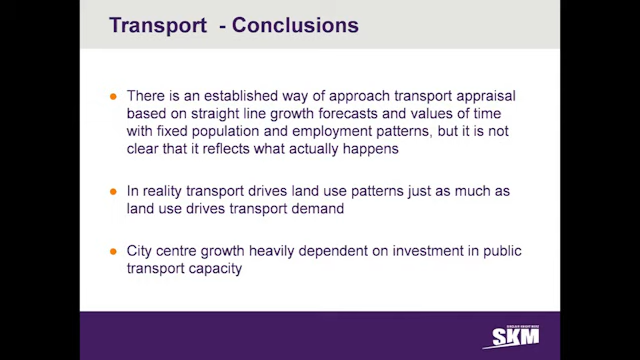 Transport - Conclusions
There is an established way of approach transport appraisal
based on straight line growth forecasts and values of time
with fixed population and employment patterns, but it is not
clear that it reflects what actually happens
In reality transport drives land use patterns just as much as
land use drives transport demand
City centre growth heavily dependent on investment in public
transport capacity
SKM